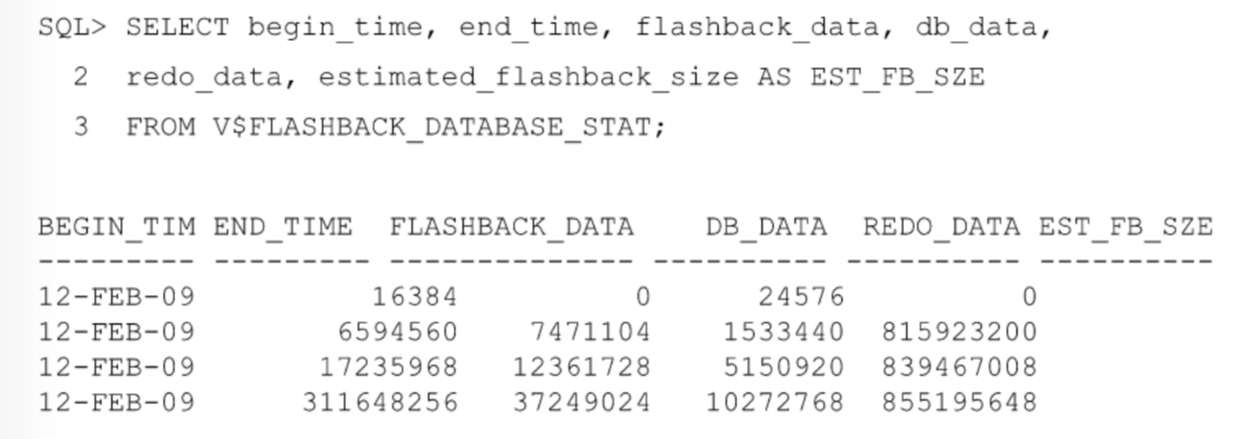 SQL> SELECT begin_time, end_time, flashback_data, db_data,
2 redo_data, estimated_flashback_size AS EST_FB_SZE
3 FROM V$FLASHBACK_DATABASE_STAT;
BEGIN_TIM END_TIME FLASHBACK_DATA DB_DATA REDO_DATA EST_FB_SZE
--------- --------- -------------- ---------- ---------- ----------
12-FEB-09 16384 0 24576 0
12-FEB-09 6594560 7471104 1533440 815923200
12-FEB-09 17235968 12361728 5150920 839467008
12-FEB-09 311648256 37249024 10272768 855195648